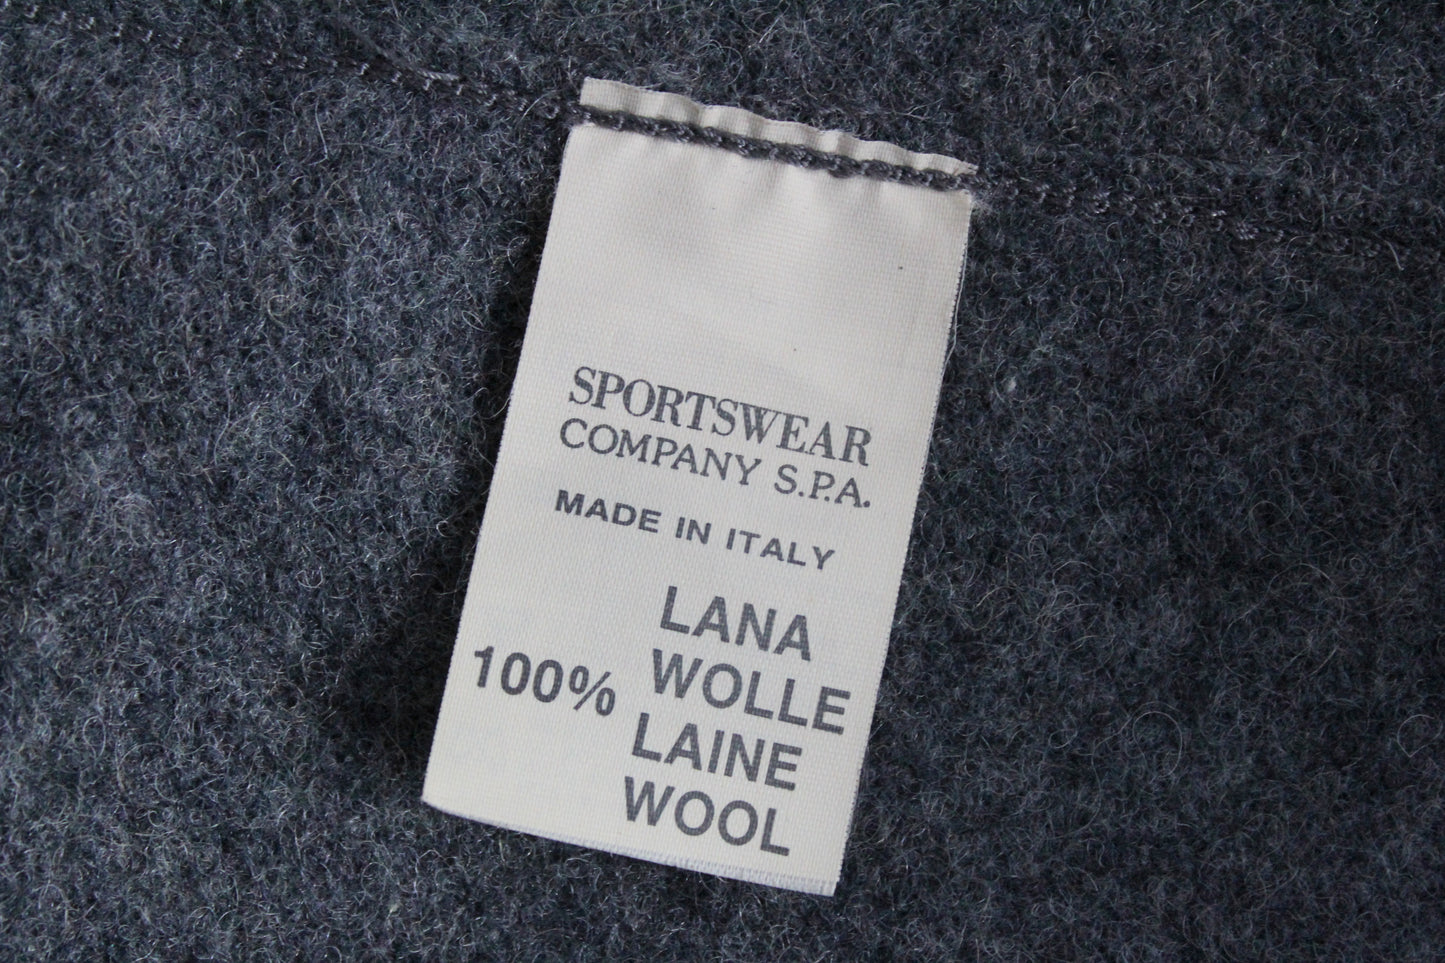 SPORTSWEAR
COMPANY S.P.A.
MADE IN ITALY
100%
LANA
WOLLE
LAINE
WOOL